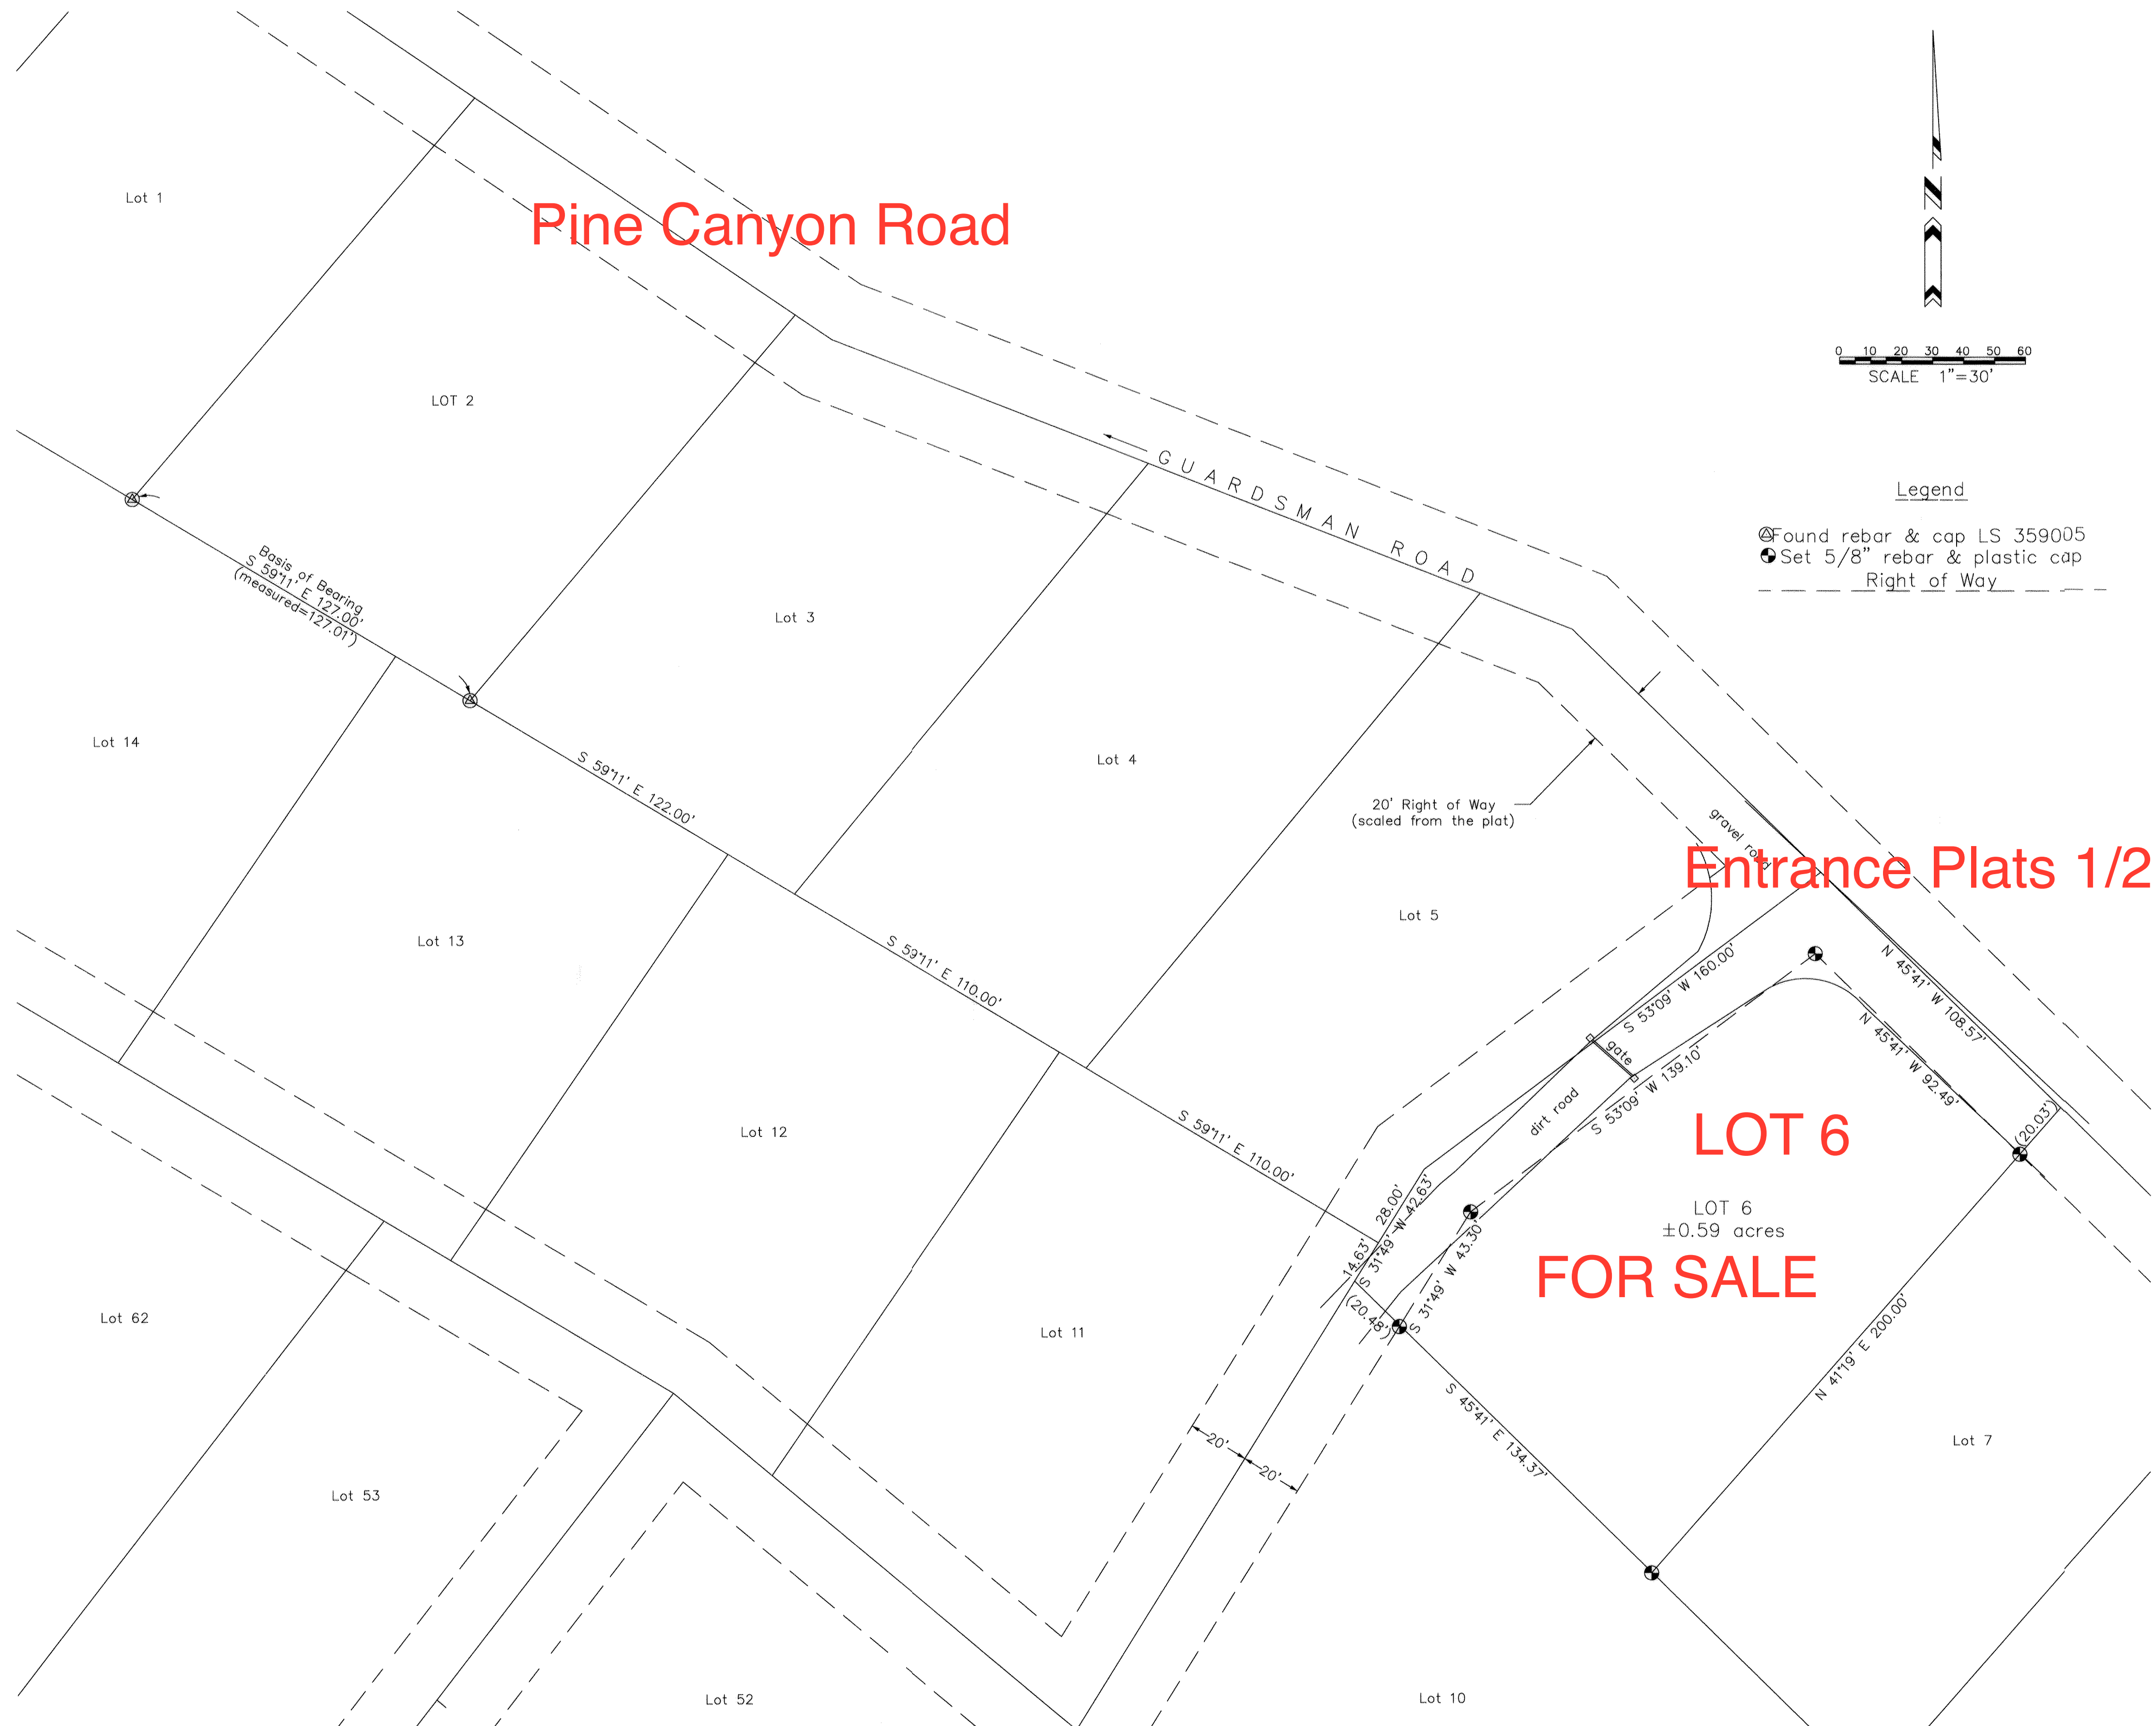 Lot 1
Pine Canyon Road
N
0 10 20 30 40 50 60
SCALE 1"=30'
LOT 2
GUARDSMAN ROAD
Legend
Found rebar & cap LS 359005
Set 5/8" rebar & plastic cap
Right of Way
Basis of Bearing
S 59°11' E 127.00'
(measured=127.01')
Lot 3
Lot 14
Lot 4
S 59°11' E 122.00'
20' Right of Way
(scaled from the plat)
gravel road
Entrance Plats 1/2
Lot 5
Lot 13
S 59°11' E 110.00'
S 53°09' W 160.00'
N 45°41' W 108.57'
gate
N 45°41' W 92.49'
S 53°09' W 139.10'
dirt road
Lot 12
S 59°11' E 110.00'
LOT 6
(20.03')
28.00'
S 31°49' W 42.63'
14.63'
S 31°49' W 43.30'
(20.48')
LOT 6
±0.59 acres
FOR SALE
Lot 62
Lot 11
N 41°19' E 200.00'
S 45°41' E 134.37'
20'
20'
Lot 7
Lot 53
Lot 52
Lot 10